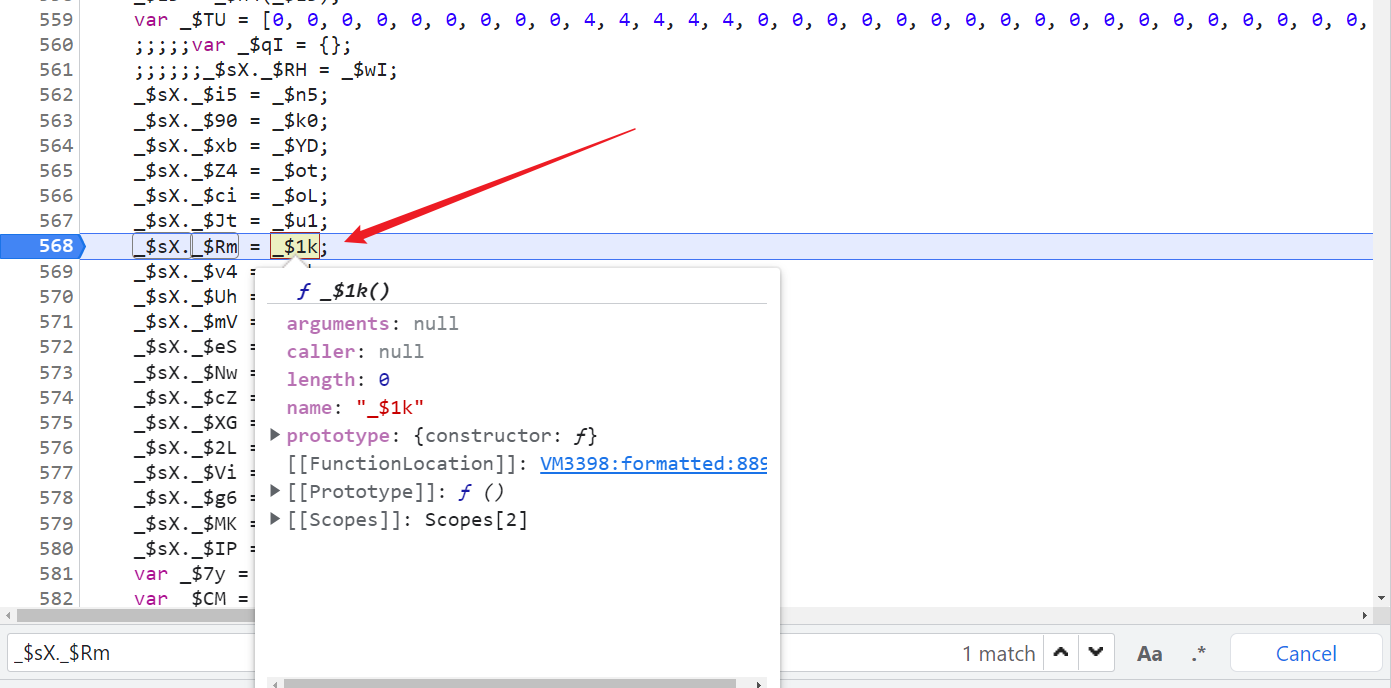 559 var _$TU = [0, 0, 0, 0, 0, 0, 0, 0, 0, 4, 4, 4, 4, 4, 0, 0, 0, 0, 0, 0, 0, 0, 0, 0, 0, 0, 0, 0, 0, 0, 0, 0,
560 ;;;;;var _$qI = {};
561 ;;;;;;_$sX._$RH = _$wI;
562 _$sX._$i5 = _$n5;
563 _$sX._$90 = _$k0;
564 _$sX._$xb = _$YD;
565 _$sX._$Z4 = _$ot;
566 _$sX._$ci = _$oL;
567 _$sX._$Jt = _$u1;
568 _$sX._$Rm = _$1k;
569 _$sX._$v4 =
570 _$sX._$Uh =
571 _$sX._$mV =
572 _$sX._$eS =
573 _$sX._$Nw =
574 _$sX._$cZ =
575 _$sX._$XG =
576 _$sX._$2L =
577 _$sX._$Vi =
578 _$sX._$g6 =
579 _$sX._$MK =
580 _$sX._$IP =
581 var _$7y =
582 var _$CM =
ƒ _$1k()
arguments: null
caller: null
length: 0
name: "_$1k"
prototype: {constructor: ƒ}
[[FunctionLocation]]: VM3398:formatted:889
[[Prototype]]: ƒ ()
[[Scopes]]: Scopes[2]
_$sX._$Rm
1 match
Aa
.*
Cancel